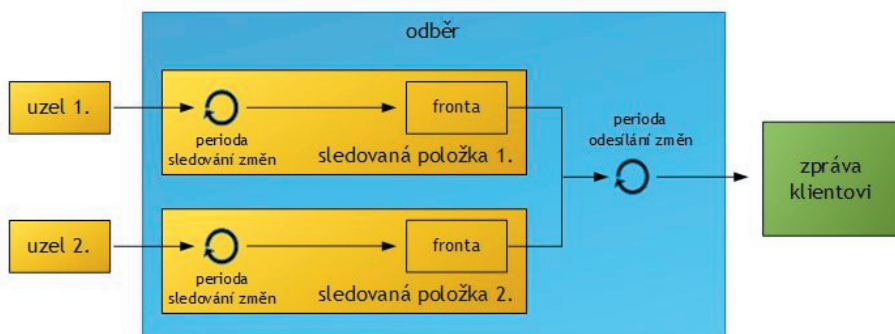 odběr
uzel 1.
perioda
sledování změn
fronta
sledovaná položka 1.
uzel 2.
perioda
sledování změn
fronta
sledovaná položka 2.
perioda
odesílání změn
zpráva
klientovi